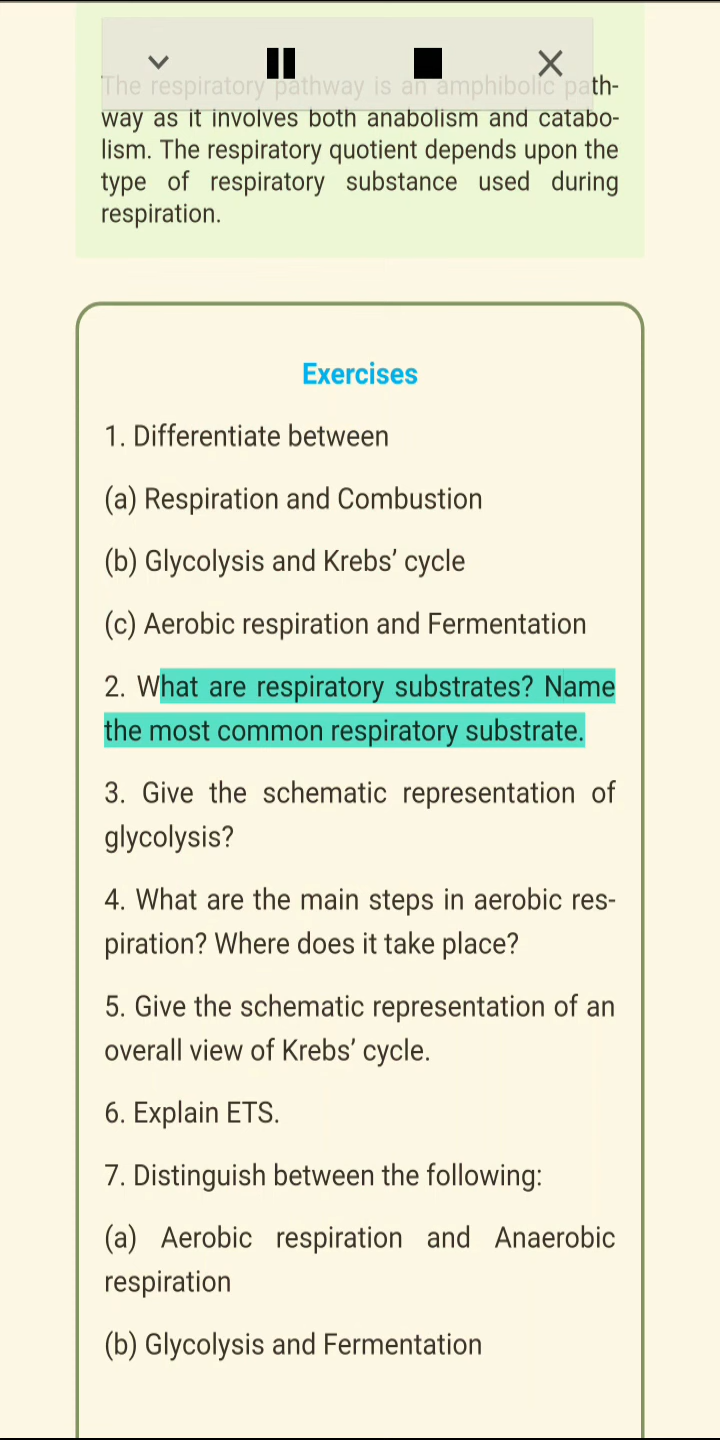 The respiratory pathway is an amphibolic path-
way as it involves both anabolism and catabo-
lism. The respiratory quotient depends upon the
type of respiratory substance used during
respiration.
Exercises
1. Differentiate between
(a) Respiration and Combustion
(b) Glycolysis and Krebs’ cycle
(c) Aerobic respiration and Fermentation
2. What are respiratory substrates? Name
the most common respiratory substrate.
3. Give the schematic representation of
glycolysis?
4. What are the main steps in aerobic res-
piration? Where does it take place?
5. Give the schematic representation of an
overall view of Krebs’ cycle.
6. Explain ETS.
7. Distinguish between the following:
(a) Aerobic respiration and Anaerobic
respiration
(b) Glycolysis and Fermentation